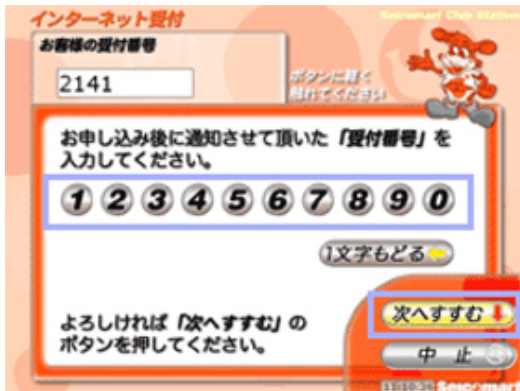 インターネット受付
Seicomart Club Station
お客様の受付番号
2141
ボタンに軽く
触れてください
お申し込み後に通知させて頂いた「受付番号」を
入力してください。
1 2 3 4 5 6 7 8 9 0
1文字もどる
よろしければ「次へすすむ」の
ボタンを押してください。
次へすすむ
中 止
Seicomart